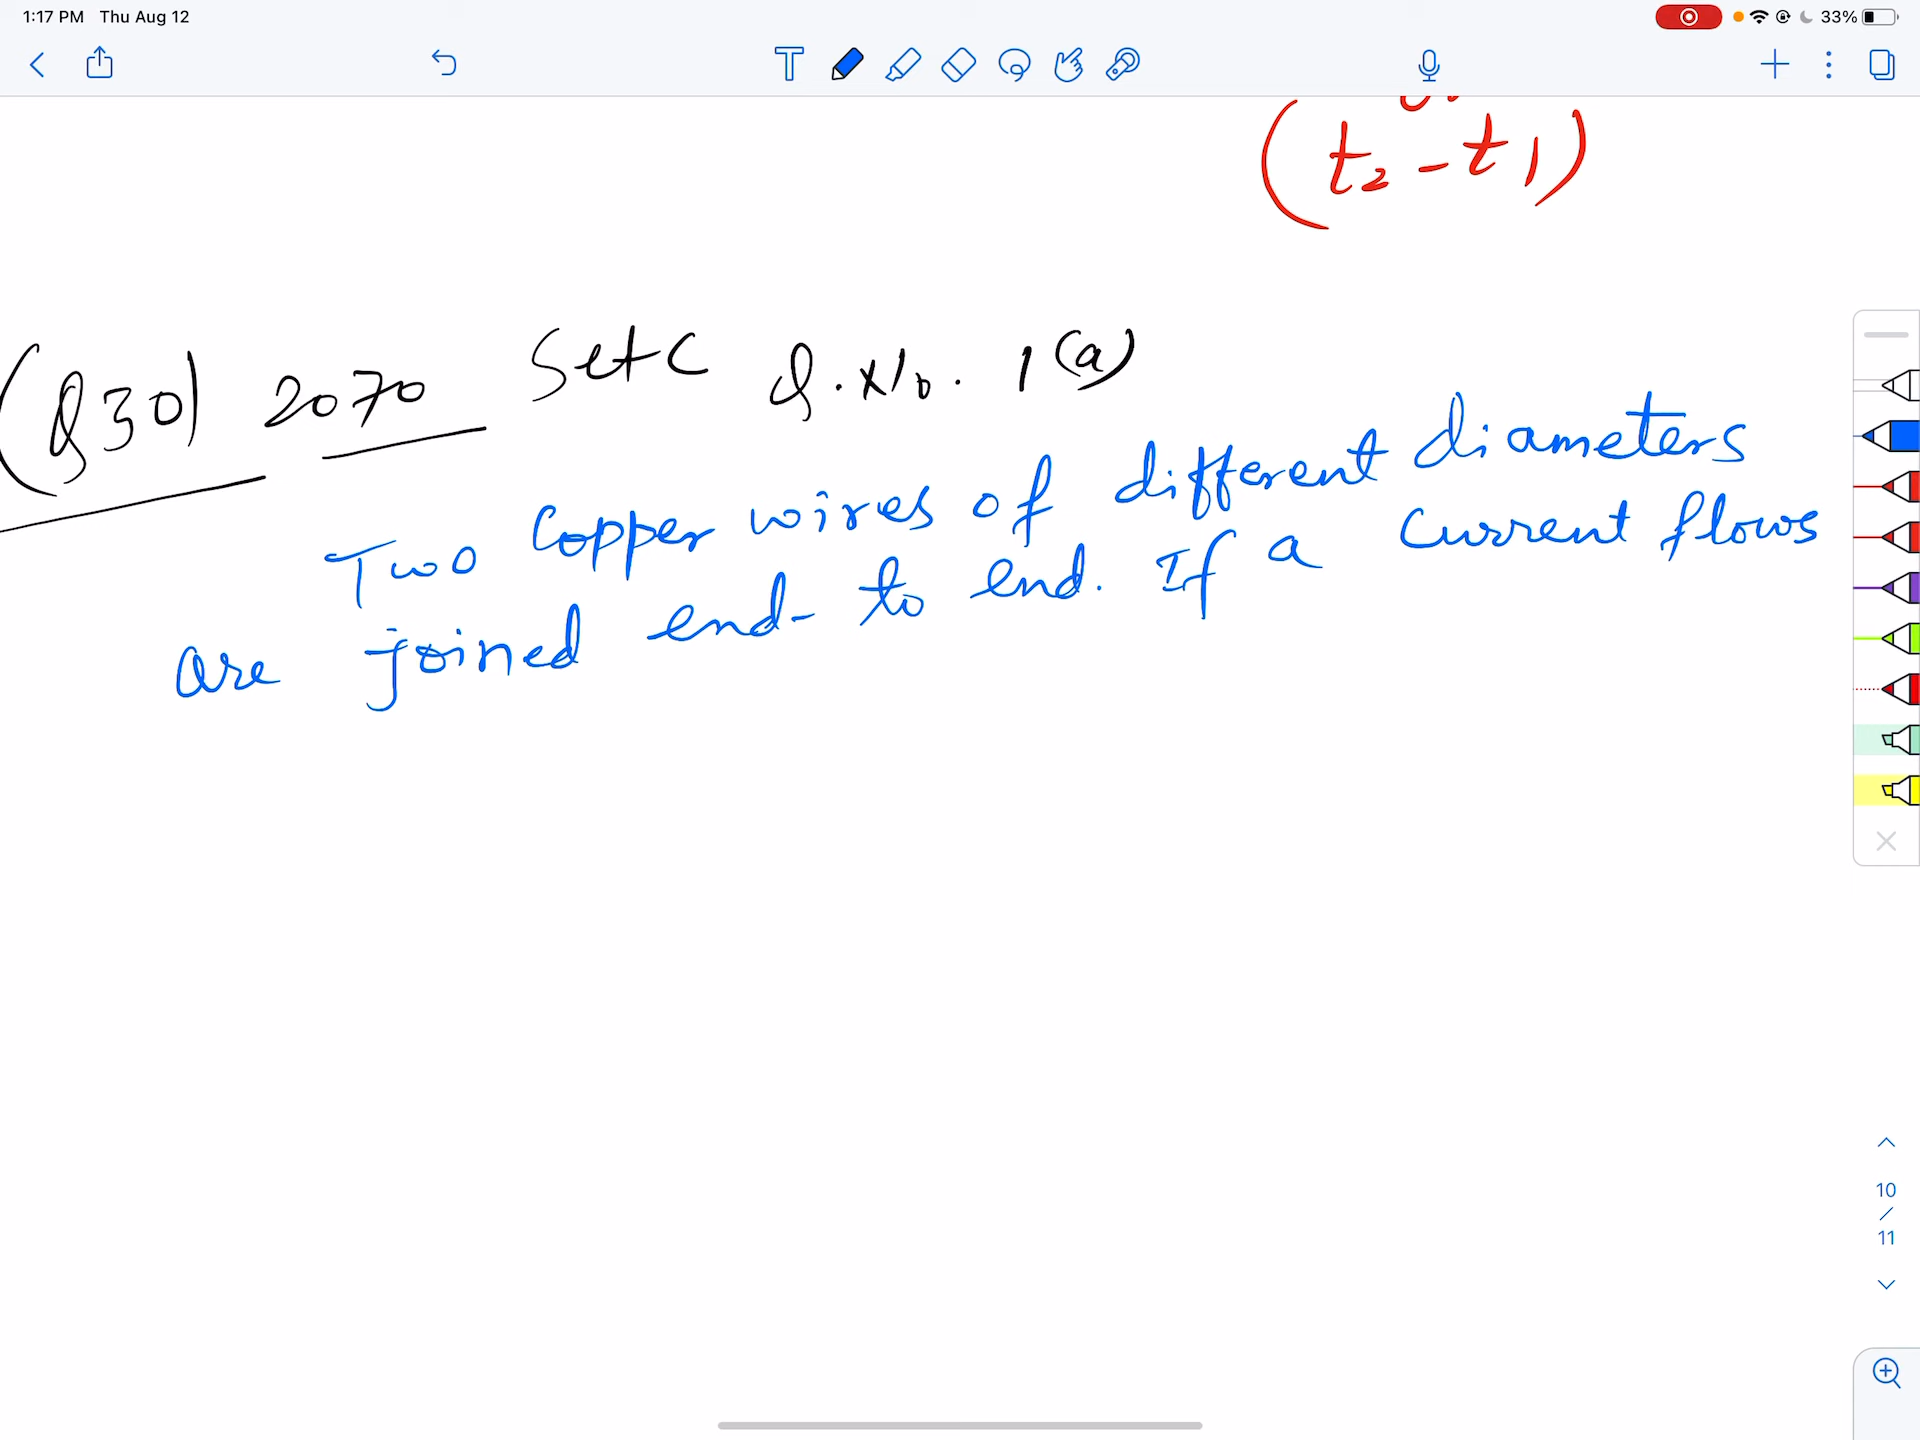 1:17 PM Thu Aug 12
33%
(t₂ - t₁)
(Q30) 2070 Set C Q.No. 1(a)
Two Copper wires of different diameters
are joined end-to end. If a current flows
10
/
11